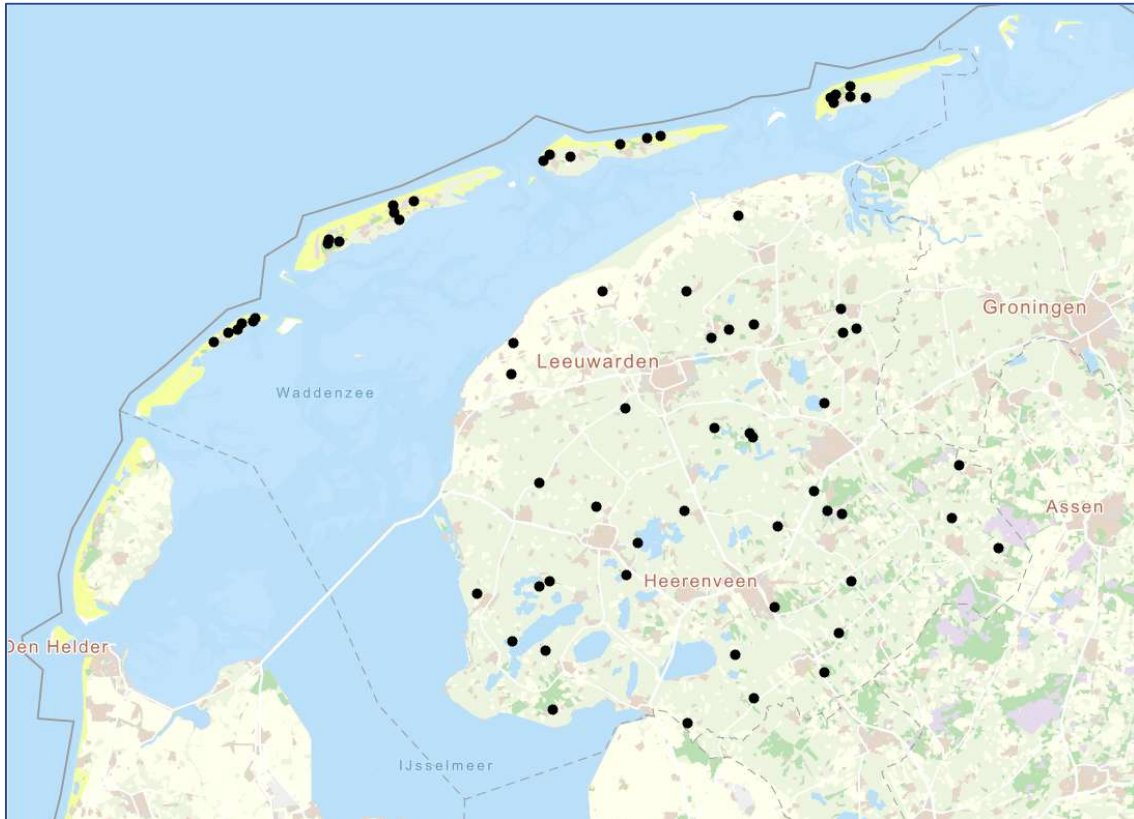 Groningen
Leeuwarden
Waddenzee
Assen
Heerenveen
Den Helder
IJsselmeer